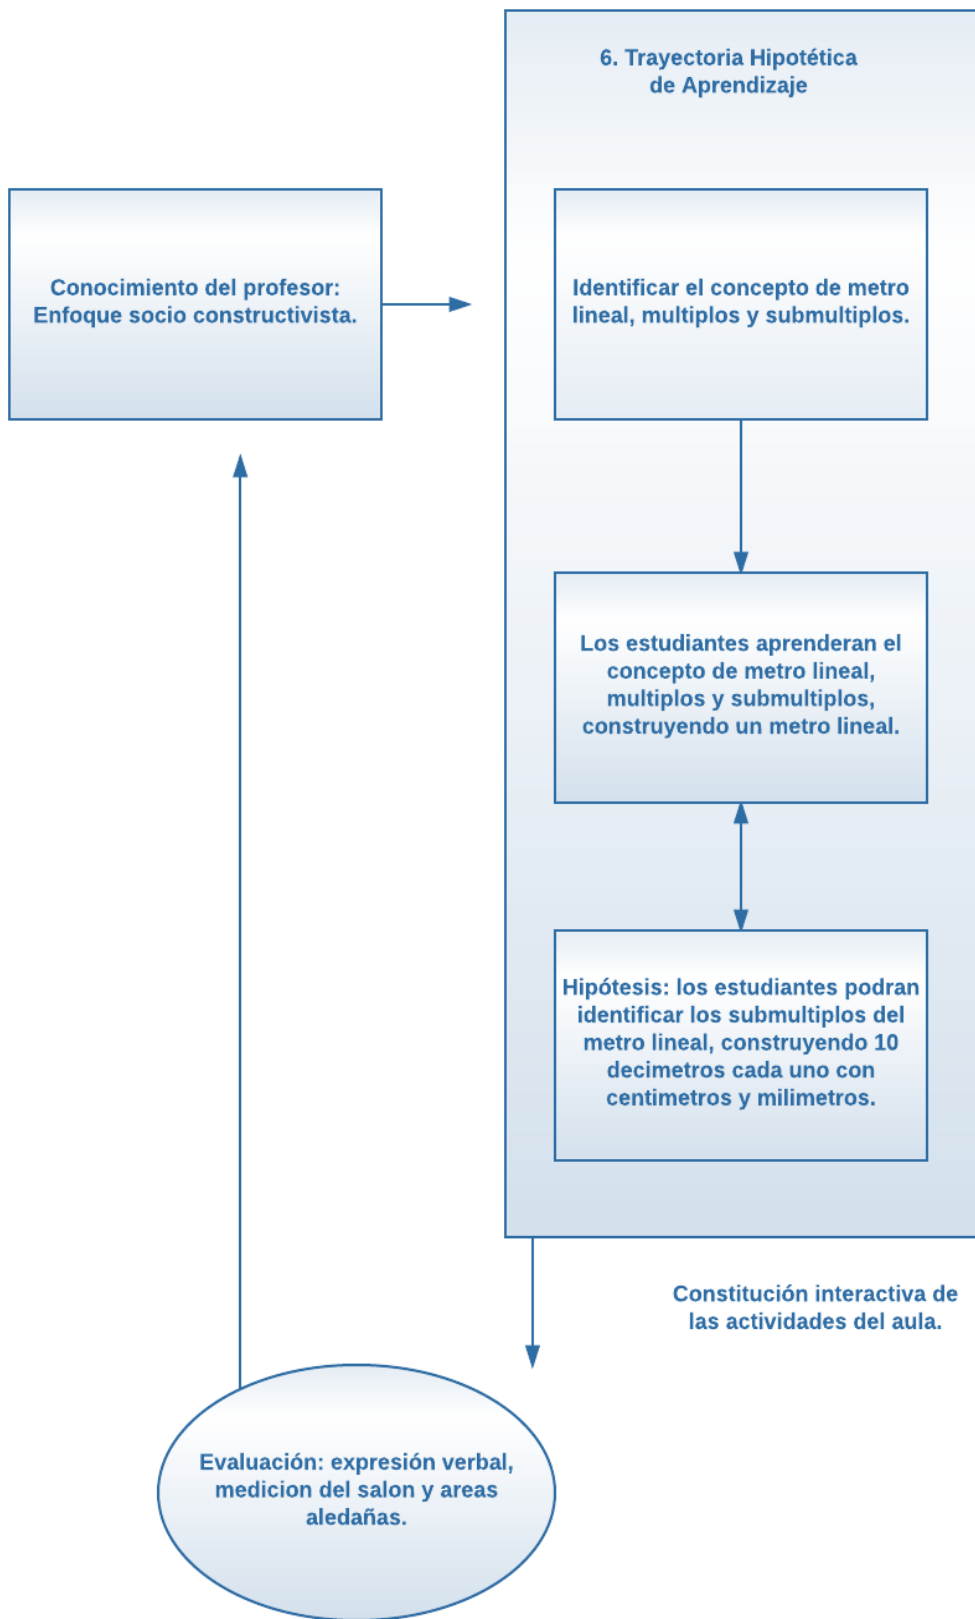 6. Trayectoria Hipotética
de Aprendizaje
Conocimiento del profesor:
Enfoque socio constructivista.
Identificar el concepto de metro
lineal, multiplos y submultiplos.
Los estudiantes aprenderan el
concepto de metro lineal,
multiplos y submultiplos,
construyendo un metro lineal.
Hipótesis: los estudiantes podran
identificar los submultiplos del
metro lineal, construyendo 10
decimetros cada uno con
centimetros y milimetros.
Constitución interactiva de
las actividades del aula.
Evaluación: expresión verbal,
medicion del salon y areas
aledañas.